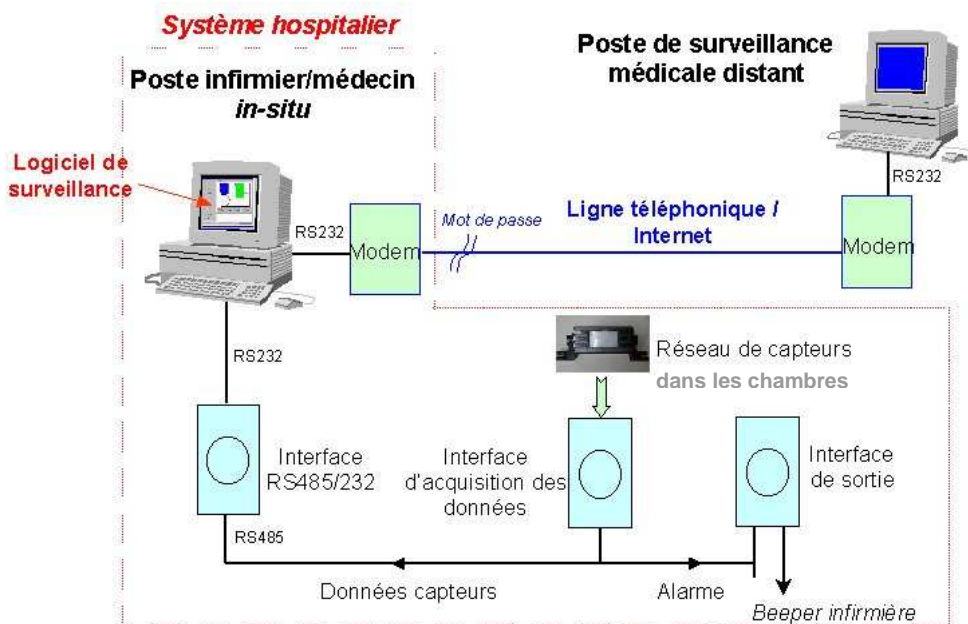 Système hospitalier
Poste infirmier/médecin
in-situ
Poste de surveillance
médicale distant
Logiciel de
surveillance
RS232
Modem
Mot de passe
Ligne téléphonique /
Internet
RS232
Modem
RS232
Réseau de capteurs
dans les chambres
Interface
RS485/232
Interface
d'acquisition des
données
Interface
de sortie
RS485
Données capteurs
Alarme
Beeper infirmière